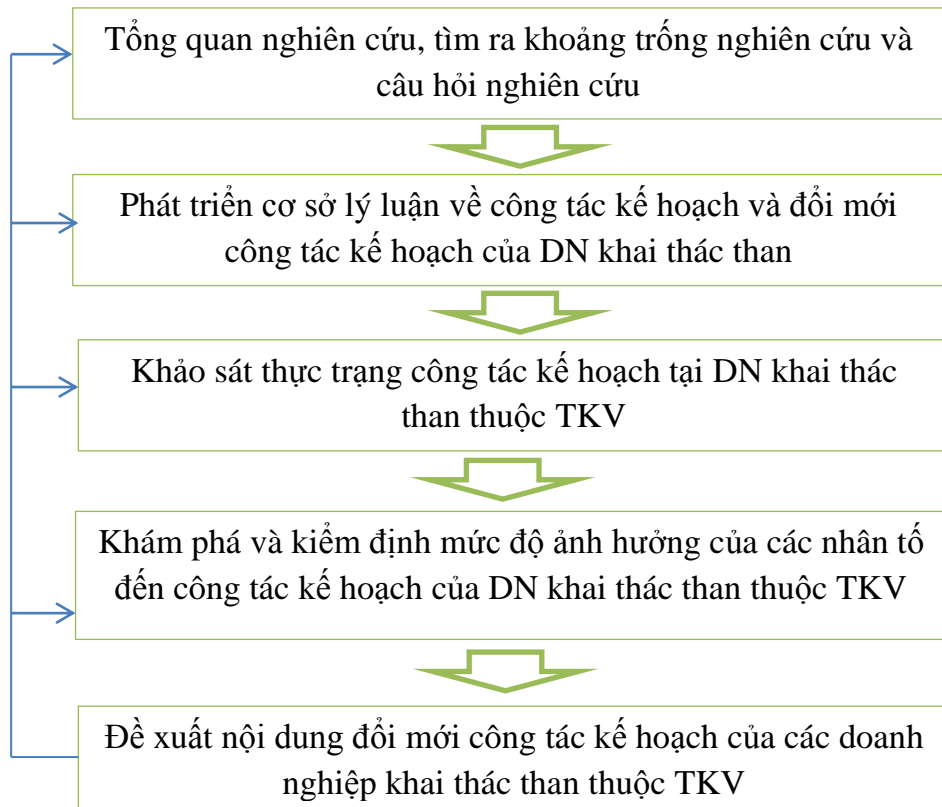 Tổng quan nghiên cứu, tìm ra khoảng trống nghiên cứu và
câu hỏi nghiên cứu
Phát triển cơ sở lý luận về công tác kế hoạch và đổi mới
công tác kế hoạch của DN khai thác than
Khảo sát thực trạng công tác kế hoạch tại DN khai thác
than thuộc TKV
Khám phá và kiểm định mức độ ảnh hưởng của các nhân tố
đến công tác kế hoạch của DN khai thác than thuộc TKV
Đề xuất nội dung đổi mới công tác kế hoạch của các doanh
nghiệp khai thác than thuộc TKV